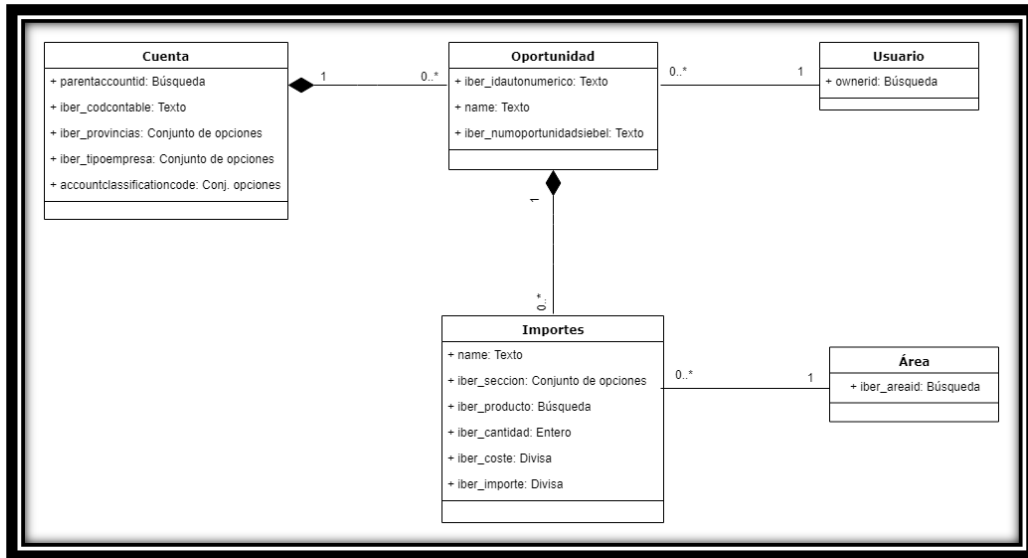 Cuenta
+ parentaccountid: Búsqueda
+ iber_codcontable: Texto
+ iber_provincias: Conjunto de opciones
+ iber_tipoempresa: Conjunto de opciones
+ accountclassificationcode: Conj. opciones
1
0..*
Oportunidad
+ iber_idautonumerico: Texto
+ name: Texto
+ iber_numoportunidadsiebel: Texto
0..*
1
Usuario
+ ownerid: Búsqueda
1
0..*
Importes
+ name: Texto
+ iber_seccion: Conjunto de opciones
+ iber_producto: Búsqueda
+ iber_cantidad: Entero
+ iber_coste: Divisa
+ iber_importe: Divisa
0..*
1
Área
+ iber_areaid: Búsqueda